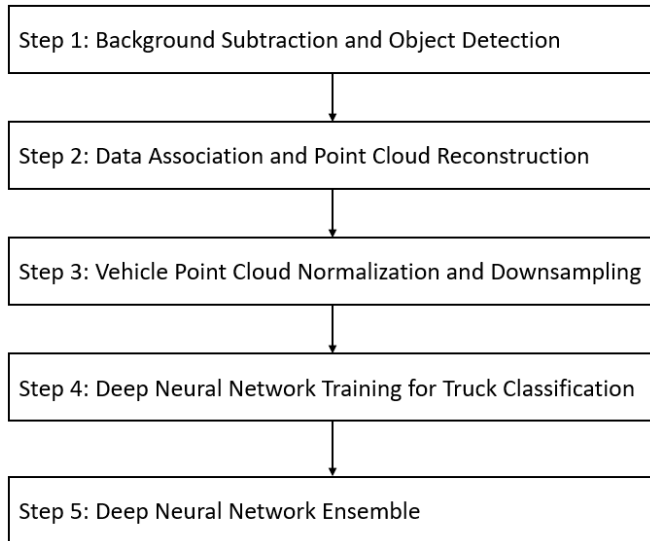 Step 1: Background Subtraction and Object Detection
Step 2: Data Association and Point Cloud Reconstruction
Step 3: Vehicle Point Cloud Normalization and Downsampling
Step 4: Deep Neural Network Training for Truck Classification
Step 5: Deep Neural Network Ensemble